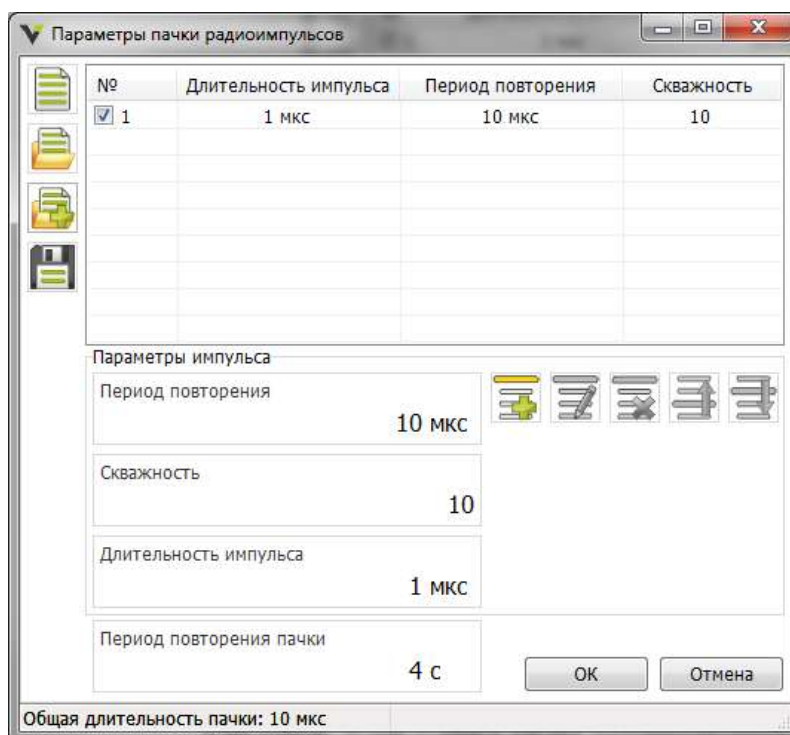 Параметры пачки радиоимпульсов
№ Длительность импульса Период повторения Скважность
1 1 мкс 10 мкс 10
Параметры импульса
Период повторения
10 мкс
Скважность
10
Длительность импульса
1 мкс
Период повторения пачки
4 с
ОК Отмена
Общая длительность пачки: 10 мкс